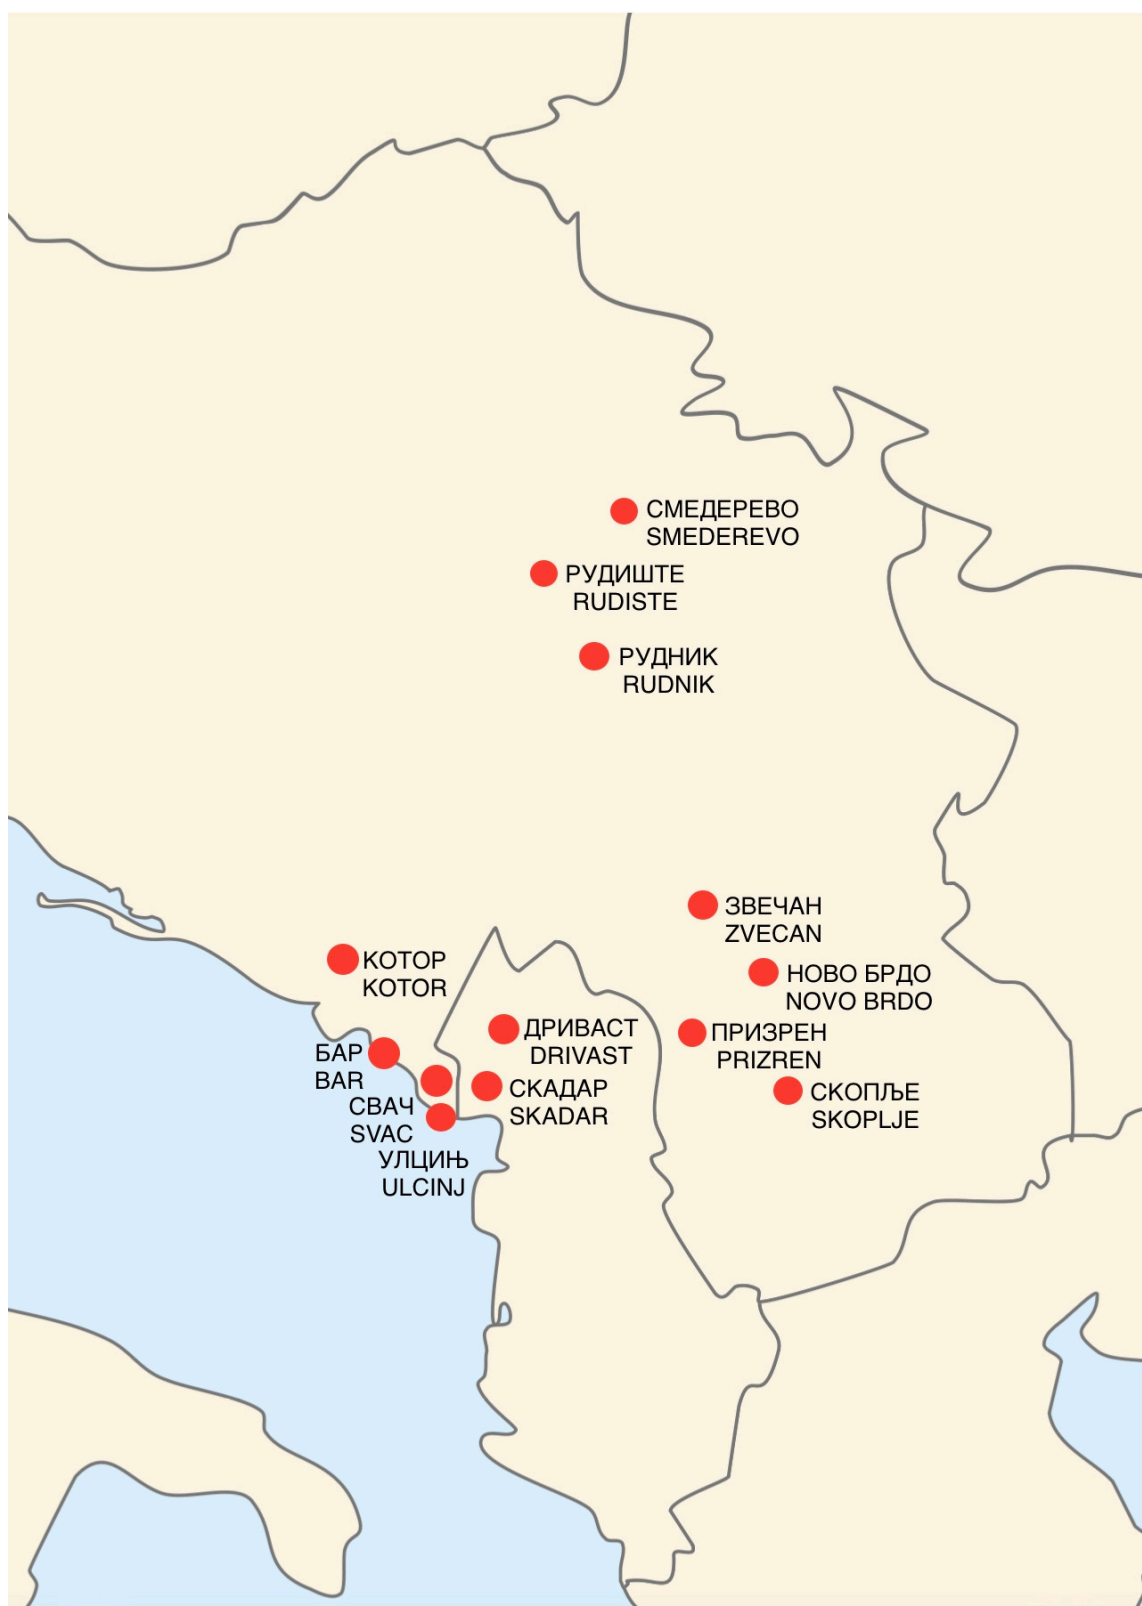 СМЕДЕРЕВО
SMEDEREVO
РУДИШТЕ
RUDISTE
РУДНИК
RUDNIK
ЗВЕЧАН
ZVECAN
КОТОР
KOTOR
НОВО БРДО
NOVO BRDO
ДРИВАСТ
DRIVAST
ПРИЗРЕН
PRIZREN
БАР
BAR
СКАДАР
SKADAR
СКОПЉЕ
SKOPLJE
СВАЧ
SVAC
УЛЦИЊ
ULCINJ